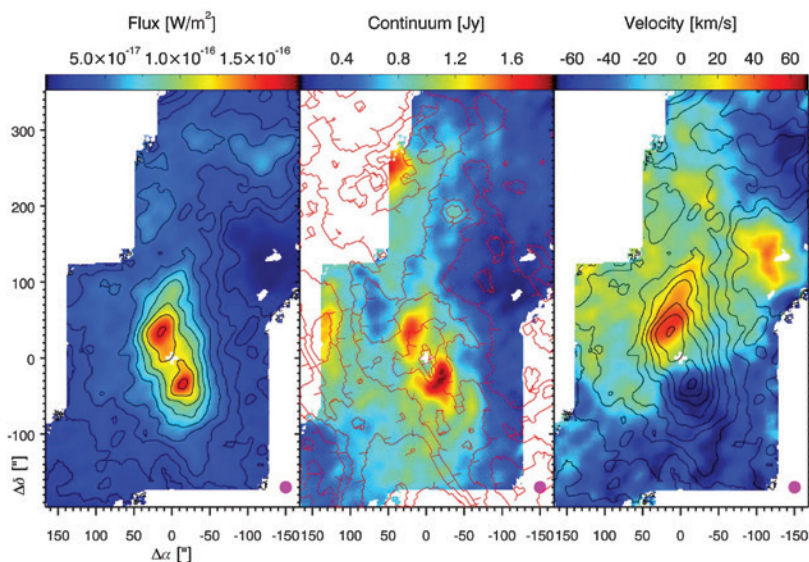 Flux [W/m²] Continuum [Jy] Velocity [km/s]
5.0×10⁻¹⁷ 1.0×10⁻¹⁶ 1.5×10⁻¹⁶ 0.4 0.8 1.2 1.6 -60 -40 -20 0 20 40 60
300
200
100
0
-100
Δδ ["]
150 100 50 0 -50 -100 -150 150 100 50 0 -50 -100 -150 150 100 50 0 -50 -100 -150
Δα ["]